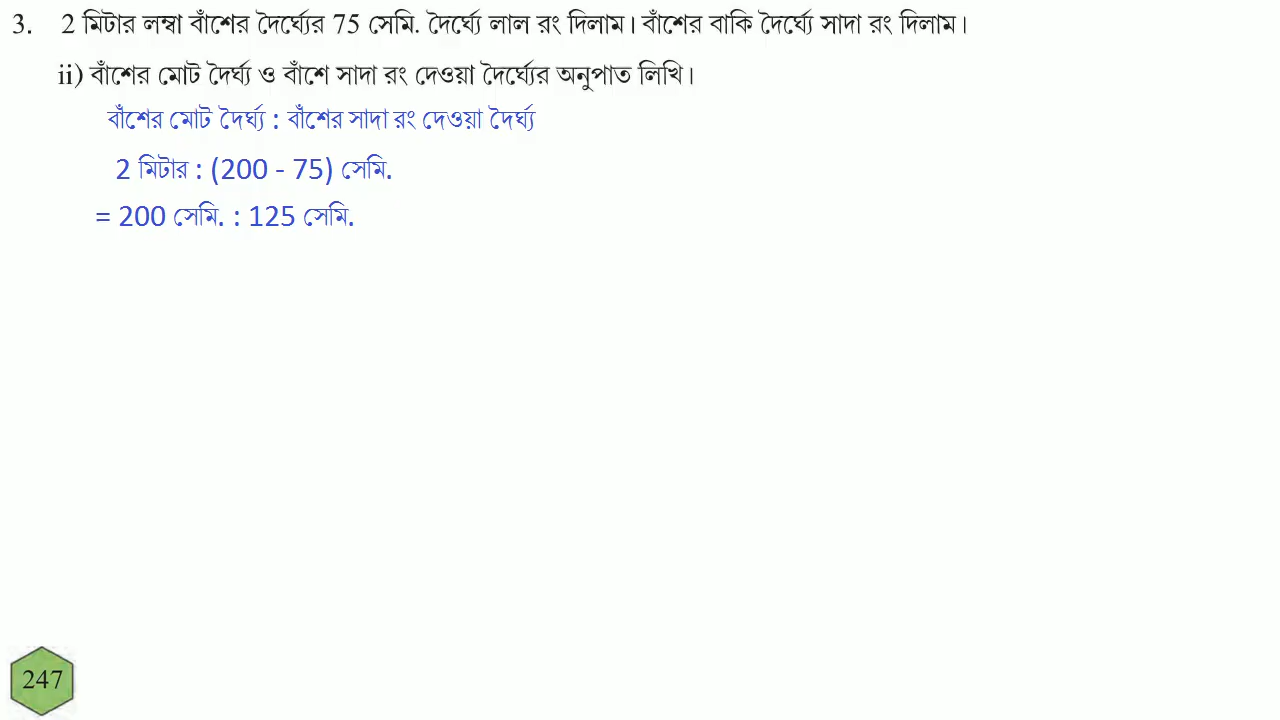 3. 2 মিটার লম্বা বাঁশের দৈর্ঘ্যের 75 সেমি. দৈর্ঘ্যে লাল রং দিলাম। বাঁশের বাকি দৈর্ঘ্যে সাদা রং দিলাম।
ii) বাঁশের মোট দৈর্ঘ্য ও বাঁশে সাদা রং দেওয়া দৈর্ঘ্যের অনুপাত লিখি।
বাঁশের মোট দৈর্ঘ্য : বাঁশের সাদা রং দেওয়া দৈর্ঘ্য
2 মিটার : (200 - 75) সেমি.
= 200 সেমি. : 125 সেমি.
247